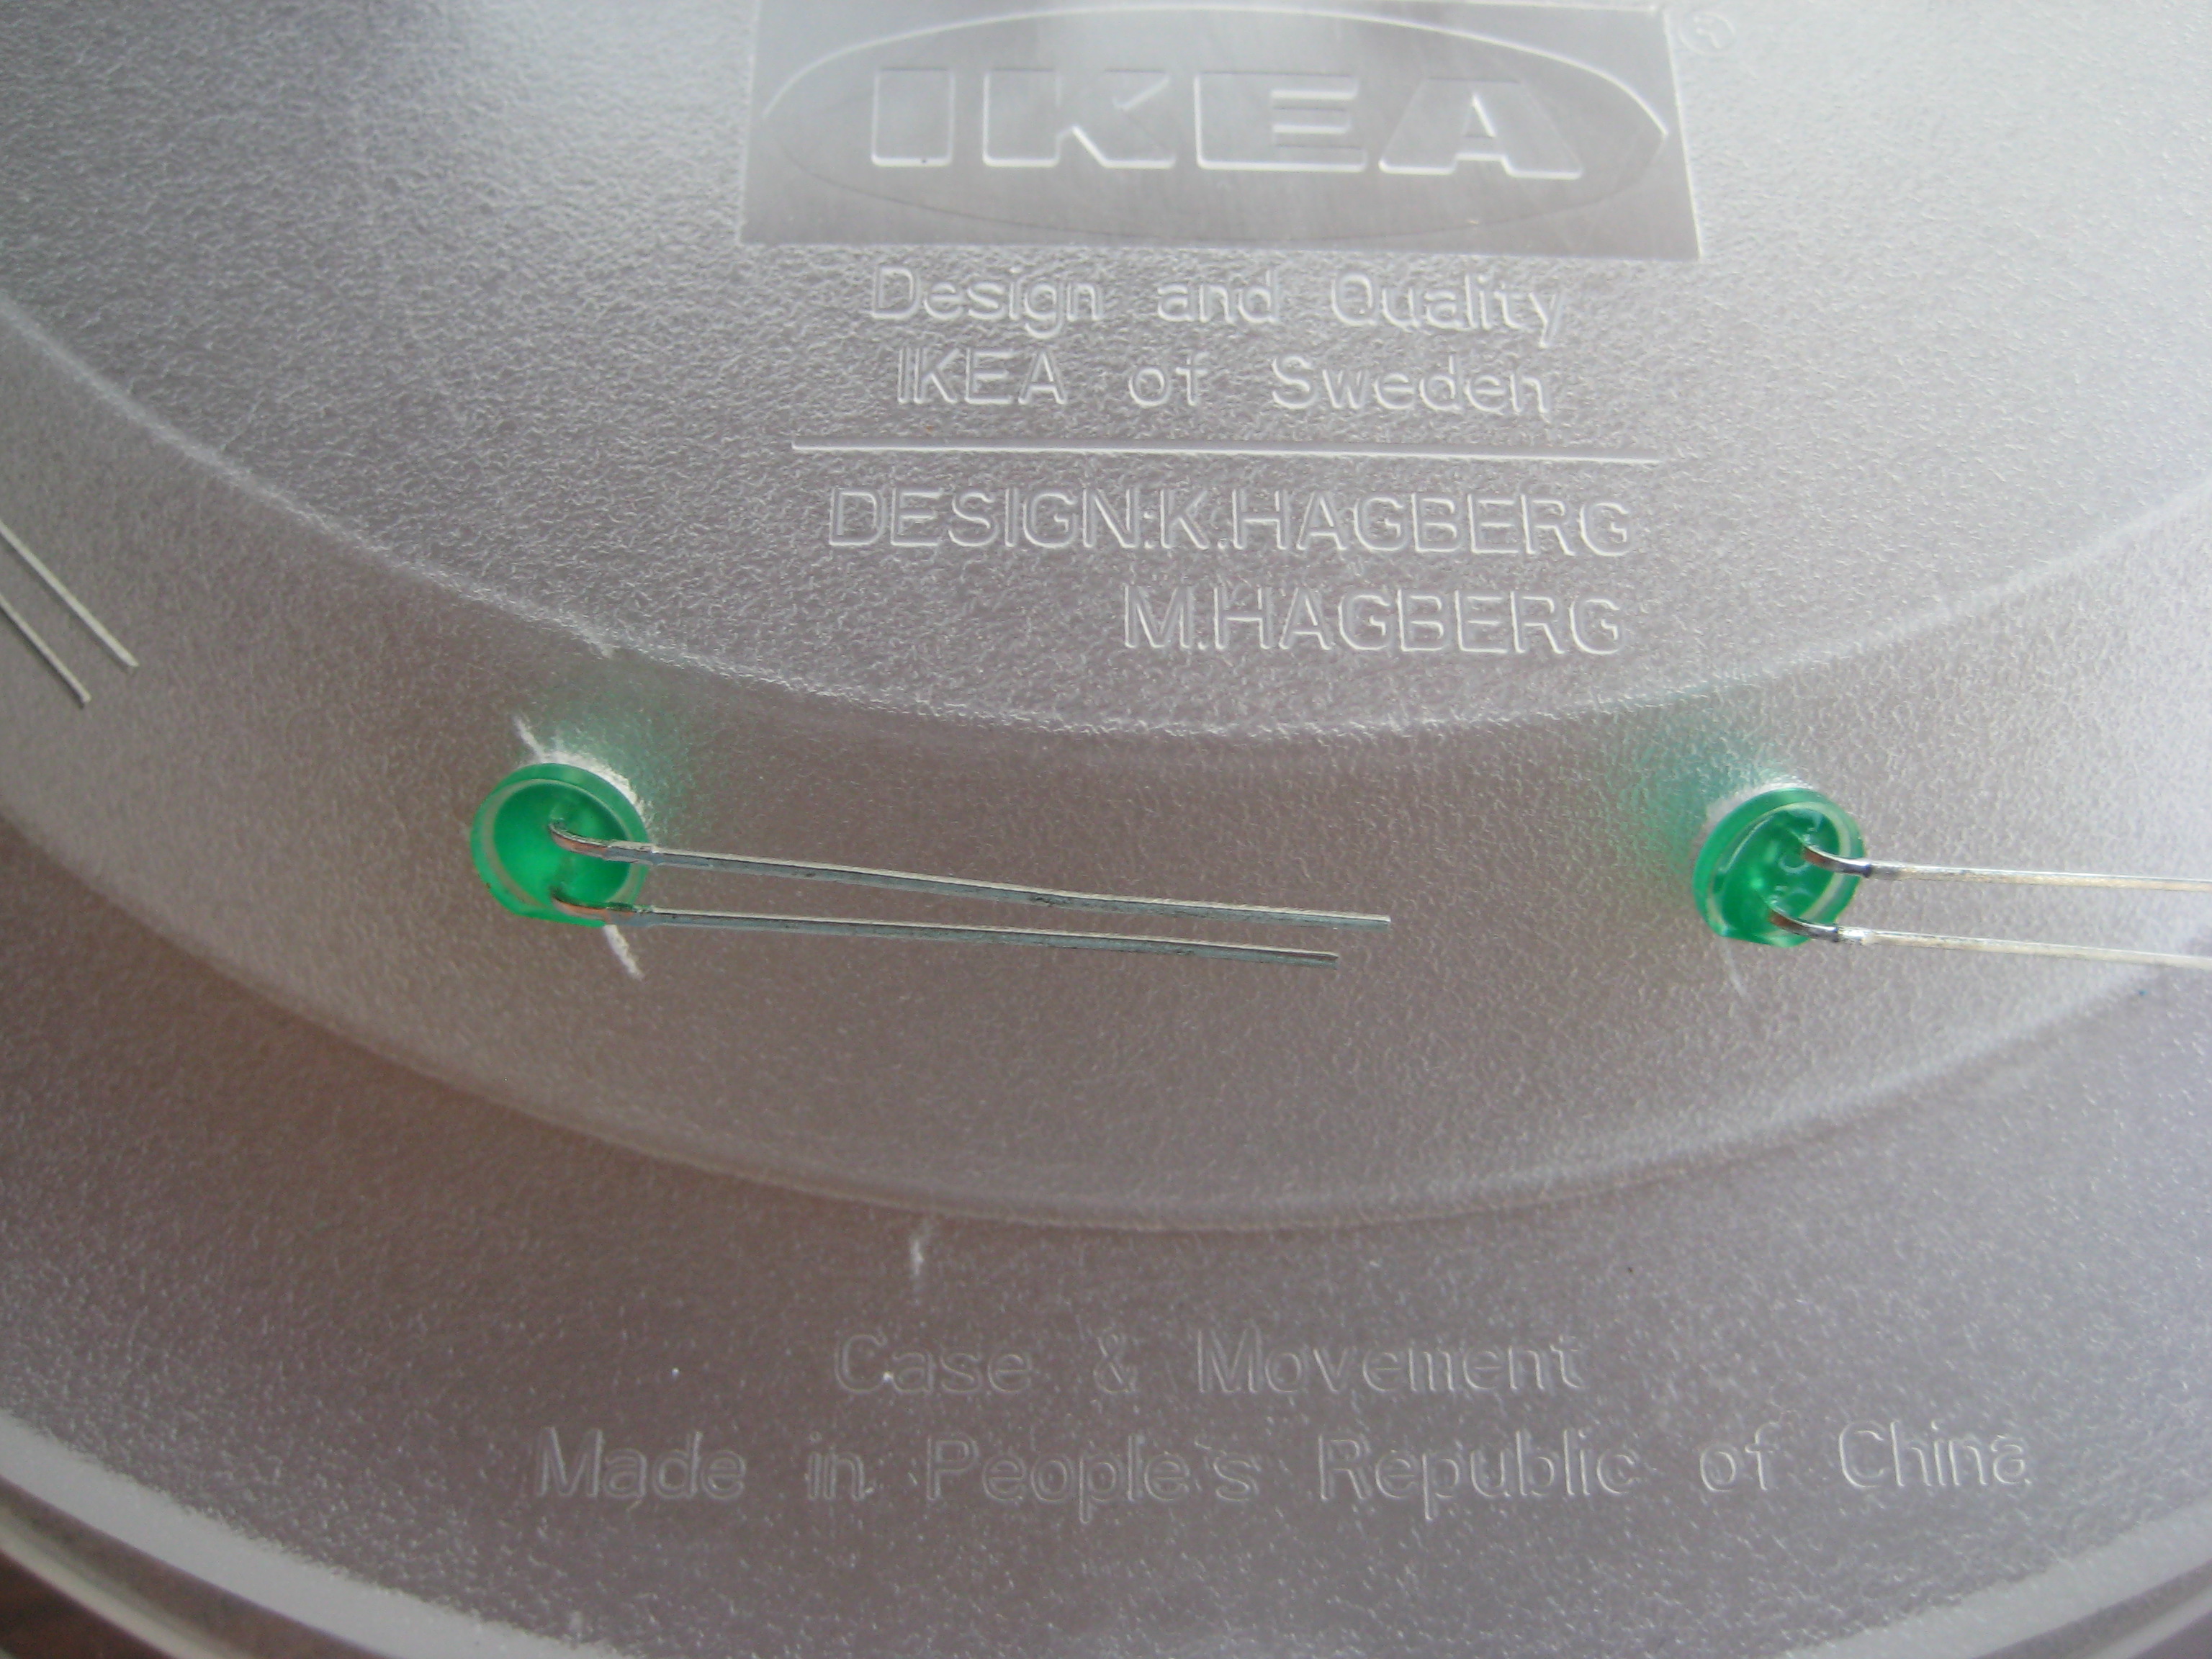 IKEA®
Design and Quality
IKEA of Sweden
DESIGN:K.HAGBERG
M.HAGBERG
Case & Movement
Made in People's Republic of China